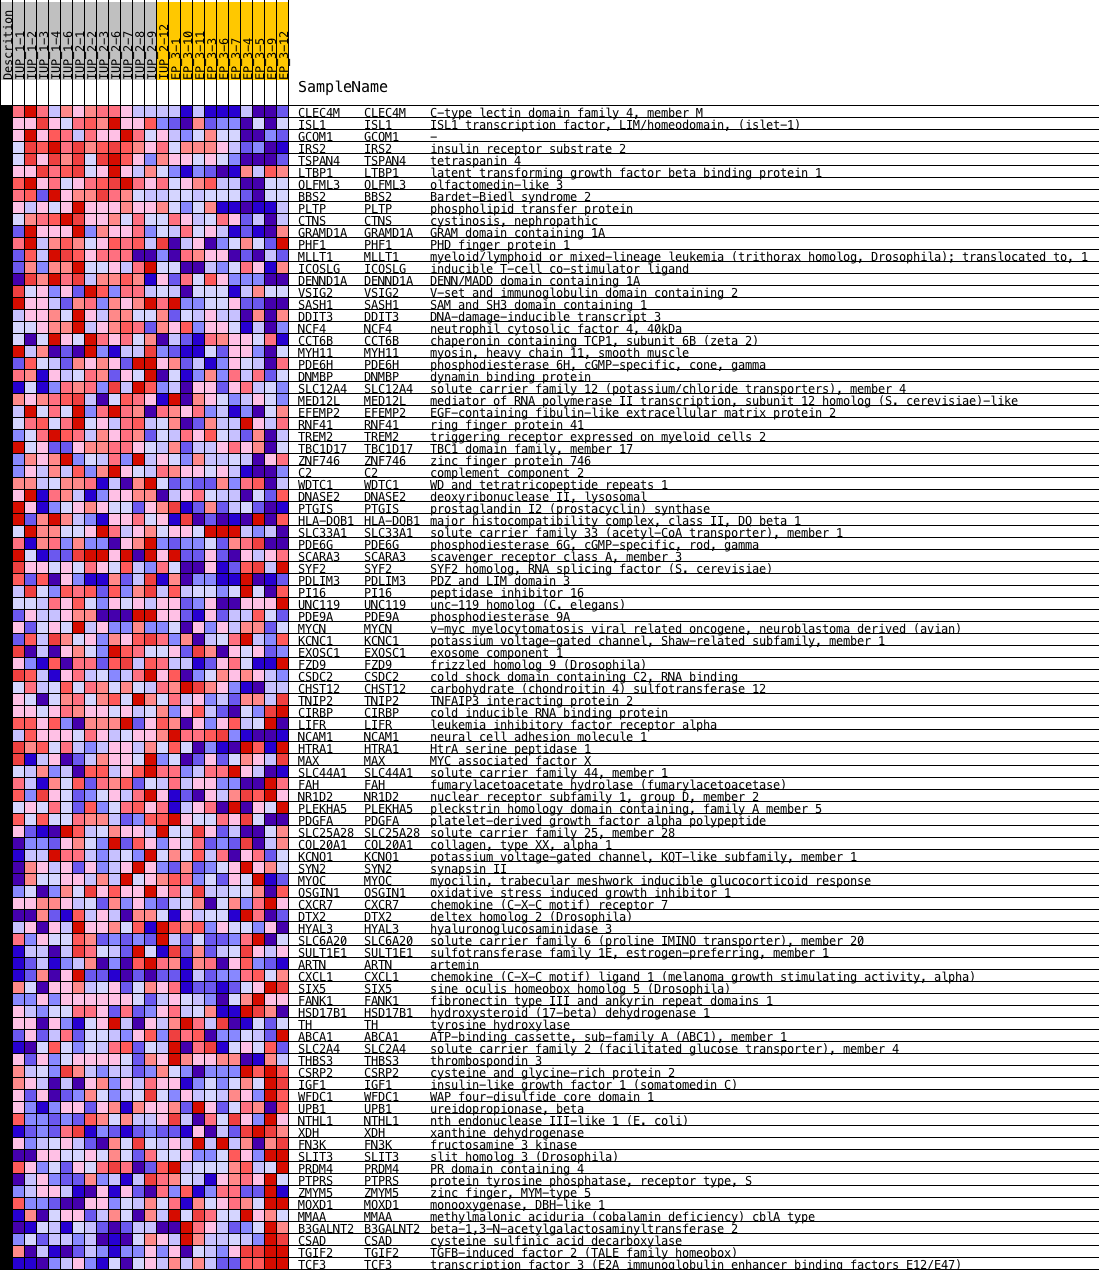 Descrition
IUP_1-1
IUP_1-2
IUP_1-3
IUP_1-4
IUP_1-6
IUP_2-1
IUP_2-2
IUP_2-3
IUP_2-6
IUP_2-7
IUP_2-8
IUP_2-9
IUP_2-12
EP_3-1
EP_3-10
EP_3-11
EP_3-3
EP_3-6
EP_3-7
EP_3-4
EP_3-5
EP_3-9
EP_3-12
SampleName
CLEC4M CLEC4M C-type lectin domain family 4, member M
ISL1 ISL1 ISL1 transcription factor, LIM/homeodomain, (islet-1)
GCOM1 GCOM1 -
IRS2 IRS2 insulin receptor substrate 2
TSPAN4 TSPAN4 tetraspanin 4
LTBP1 LTBP1 latent transforming growth factor beta binding protein 1
OLFML3 OLFML3 olfactomedin-like 3
BBS2 BBS2 Bardet-Biedl syndrome 2
PLTP PLTP phospholipid transfer protein
CTNS CTNS cystinosis, nephropathic
GRAMD1A GRAMD1A GRAM domain containing 1A
PHF1 PHF1 PHD finger protein 1
MLLT1 MLLT1 myeloid/lymphoid or mixed-lineage leukemia (trithorax homolog, Drosophila); translocated to, 1
ICOSLG ICOSLG inducible T-cell co-stimulator ligand
DENND1A DENND1A DENN/MADD domain containing 1A
VSIG2 VSIG2 V-set and immunoglobulin domain containing 2
SASH1 SASH1 SAM and SH3 domain containing 1
DDIT3 DDIT3 DNA-damage-inducible transcript 3
NCF4 NCF4 neutrophil cytosolic factor 4, 40kDa
CCT6B CCT6B chaperonin containing TCP1, subunit 6B (zeta 2)
MYH11 MYH11 myosin, heavy chain 11, smooth muscle
PDE6H PDE6H phosphodiesterase 6H, cGMP-specific, cone, gamma
DNMBP DNMBP dynamin binding protein
SLC12A4 SLC12A4 solute carrier family 12 (potassium/chloride transporters), member 4
MED12L MED12L mediator of RNA polymerase II transcription, subunit 12 homolog (S. cerevisiae)-like
EFEMP2 EFEMP2 EGF-containing fibulin-like extracellular matrix protein 2
RNF41 RNF41 ring finger protein 41
TREM2 TREM2 triggering receptor expressed on myeloid cells 2
TBC1D17 TBC1D17 TBC1 domain family, member 17
ZNF746 ZNF746 zinc finger protein 746
C2 C2 complement component 2
WDTC1 WDTC1 WD and tetratricopeptide repeats 1
DNASE2 DNASE2 deoxyribonuclease II, lysosomal
PTGIS PTGIS prostaglandin I2 (prostacyclin) synthase
HLA-DQB1 HLA-DQB1 major histocompatibility complex, class II, DQ beta 1
SLC33A1 SLC33A1 solute carrier family 33 (acetyl-CoA transporter), member 1
PDE6G PDE6G phosphodiesterase 6G, cGMP-specific, rod, gamma
SCARA3 SCARA3 scavenger receptor class A, member 3
SYF2 SYF2 SYF2 homolog, RNA splicing factor (S. cerevisiae)
PDLIM3 PDLIM3 PDZ and LIM domain 3
PI16 PI16 peptidase inhibitor 16
UNC119 UNC119 unc-119 homolog (C. elegans)
PDE9A PDE9A phosphodiesterase 9A
MYCN MYCN v-myc myelocytomatosis viral related oncogene, neuroblastoma derived (avian)
KCNC1 KCNC1 potassium voltage-gated channel, Shaw-related subfamily, member 1
EXOSC1 EXOSC1 exosome component 1
FZD9 FZD9 frizzled homolog 9 (Drosophila)
CSDC2 CSDC2 cold shock domain containing C2, RNA binding
CHST12 CHST12 carbohydrate (chondroitin 4) sulfotransferase 12
TNIP2 TNIP2 TNFAIP3 interacting protein 2
CIRBP CIRBP cold inducible RNA binding protein
LIFR LIFR leukemia inhibitory factor receptor alpha
NCAM1 NCAM1 neural cell adhesion molecule 1
HTRA1 HTRA1 HtrA serine peptidase 1
MAX MAX MYC associated factor X
SLC44A1 SLC44A1 solute carrier family 44, member 1
FAH FAH fumarylacetoacetate hydrolase (fumarylacetoacetase)
NR1D2 NR1D2 nuclear receptor subfamily 1, group D, member 2
PLEKHA5 PLEKHA5 pleckstrin homology domain containing, family A member 5
PDGFA PDGFA platelet-derived growth factor alpha polypeptide
SLC25A28 SLC25A28 solute carrier family 25, member 28
COL20A1 COL20A1 collagen, type XX, alpha 1
KCNQ1 KCNQ1 potassium voltage-gated channel, KQT-like subfamily, member 1
SYN2 SYN2 synapsin II
MYOC MYOC myocilin, trabecular meshwork inducible glucocorticoid response
OSGIN1 OSGIN1 oxidative stress induced growth inhibitor 1
CXCR7 CXCR7 chemokine (C-X-C motif) receptor 7
DTX2 DTX2 deltex homolog 2 (Drosophila)
HYAL3 HYAL3 hyaluronoglucosaminidase 3
SLC6A20 SLC6A20 solute carrier family 6 (proline IMINO transporter), member 20
SULT1E1 SULT1E1 sulfotransferase family 1E, estrogen-preferring, member 1
ARTN ARTN artemin
CXCL1 CXCL1 chemokine (C-X-C motif) ligand 1 (melanoma growth stimulating activity, alpha)
SIX5 SIX5 sine oculis homeobox homolog 5 (Drosophila)
FANK1 FANK1 fibronectin type III and ankyrin repeat domains 1
HSD17B1 HSD17B1 hydroxysteroid (17-beta) dehydrogenase 1
TH TH tyrosine hydroxylase
ABCA1 ABCA1 ATP-binding cassette, sub-family A (ABC1), member 1
SLC2A4 SLC2A4 solute carrier family 2 (facilitated glucose transporter), member 4
THBS3 THBS3 thrombospondin 3
CSRP2 CSRP2 cysteine and glycine-rich protein 2
IGF1 IGF1 insulin-like growth factor 1 (somatomedin C)
WFDC1 WFDC1 WAP four-disulfide core domain 1
UPB1 UPB1 ureidopropionase, beta
NTHL1 NTHL1 nth endonuclease III-like 1 (E. coli)
XDH XDH xanthine dehydrogenase
FN3K FN3K fructosamine 3 kinase
SLIT3 SLIT3 slit homolog 3 (Drosophila)
PRDM4 PRDM4 PR domain containing 4
PTPRS PTPRS protein tyrosine phosphatase, receptor type, S
ZMYM5 ZMYM5 zinc finger, MYM-type 5
MOXD1 MOXD1 monooxygenase, DBH-like 1
MMAA MMAA methylmalonic aciduria (cobalamin deficiency) cblA type
B3GALNT2 B3GALNT2 beta-1,3-N-acetylgalactosaminyltransferase 2
CSAD CSAD cysteine sulfinic acid decarboxylase
TGIF2 TGIF2 TGFB-induced factor 2 (TALE family homeobox)
TCF3 TCF3 transcription factor 3 (E2A immunoglobulin enhancer binding factors E12/E47)